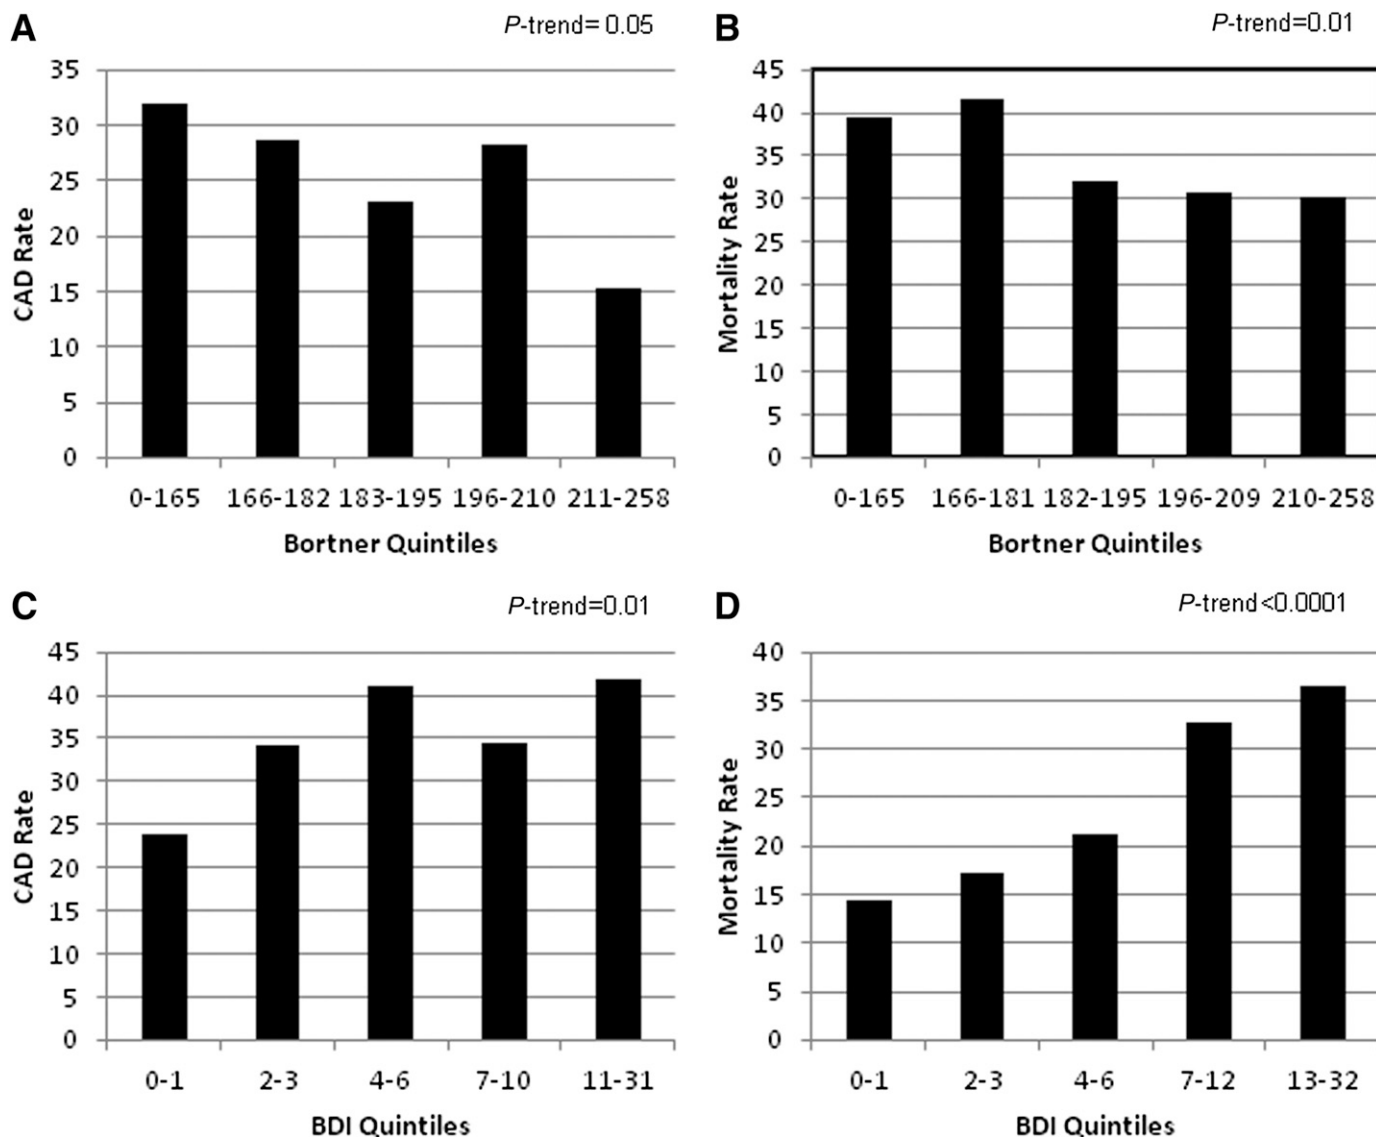 A
P-trend= 0.05
35
30
25
20
15
10
5
0
CAD Rate
0-165 166-182 183-195 196-210 211-258
Bortner Quintiles
B
P-trend=0.01
45
40
35
30
25
20
15
10
5
0
Mortality Rate
0-165 166-181 182-195 196-209 210-258
Bortner Quintiles
C
P-trend=0.01
45
40
35
30
25
20
15
10
5
0
CAD Rate
0-1 2-3 4-6 7-10 11-31
BDI Quintiles
D
P-trend<0.0001
40
35
30
25
20
15
10
5
0
Mortality Rate
0-1 2-3 4-6 7-12 13-32
BDI Quintiles